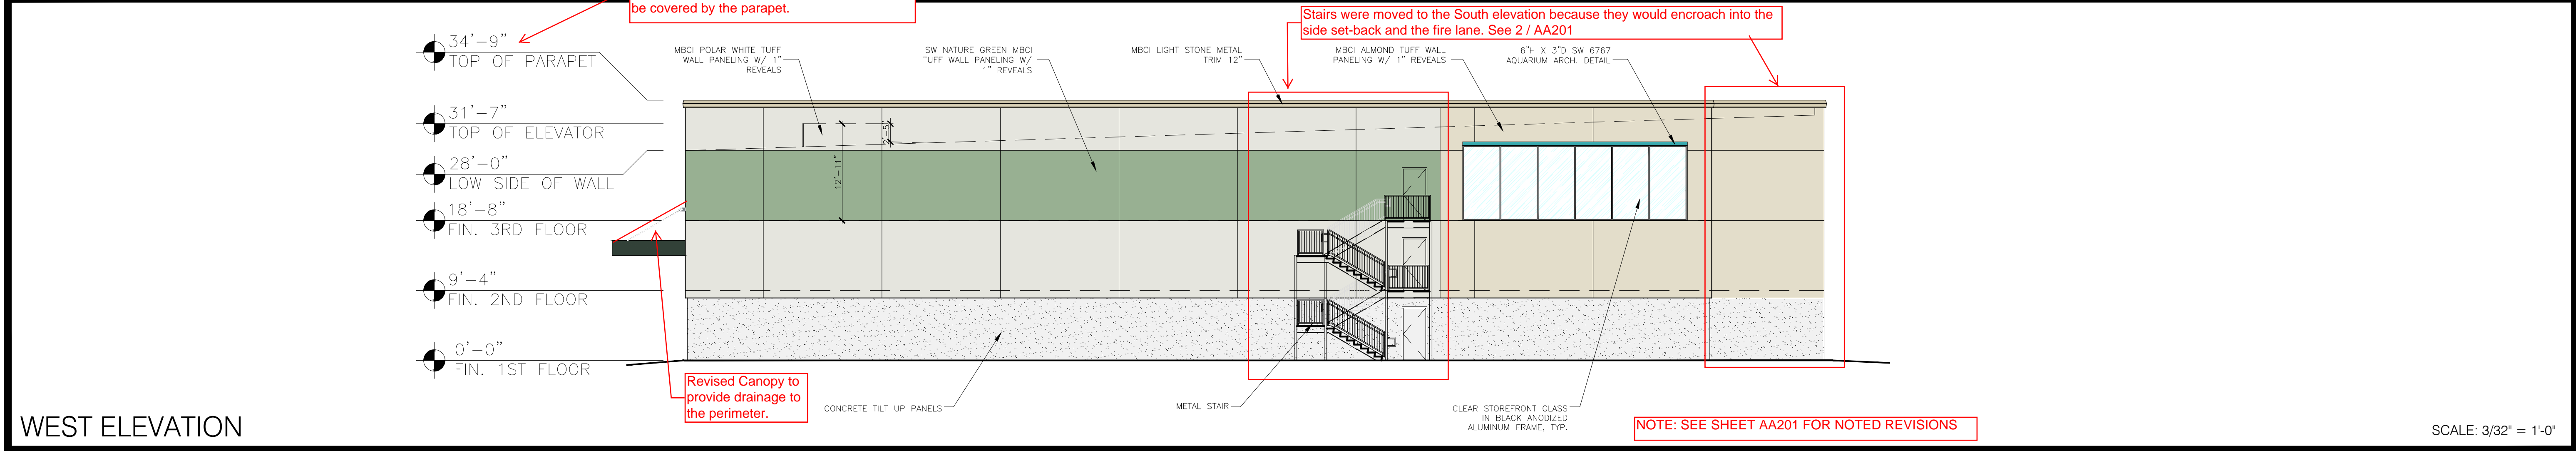 be covered by the parapet.
Stairs were moved to the South elevation because they would encroach into the
side set-back and the fire lane. See 2 / AA201
34'-9"
TOP OF PARAPET
31'-7"
TOP OF ELEVATOR
28'-0"
LOW SIDE OF WALL
18'-8"
FIN. 3RD FLOOR
9'-4"
FIN. 2ND FLOOR
0'-0"
FIN. 1ST FLOOR
MBCI POLAR WHITE TUFF
WALL PANELING W/ 1"
REVEALS
SW NATURE GREEN MBCI
TUFF WALL PANELING W/
1" REVEALS
MBCI LIGHT STONE METAL
TRIM 12"
MBCI ALMOND TUFF WALL
PANELING W/ 1" REVEALS
6"H X 3"D SW 6767
AQUARIUM ARCH. DETAIL
2'-5"
12'-11"
Revised Canopy to
provide drainage to
the perimeter.
CONCRETE TILT UP PANELS
METAL STAIR
CLEAR STOREFRONT GLASS
IN BLACK ANODIZED
ALUMINUM FRAME, TYP.
NOTE: SEE SHEET AA201 FOR NOTED REVISIONS
WEST ELEVATION
SCALE: 3/32" = 1'-0"